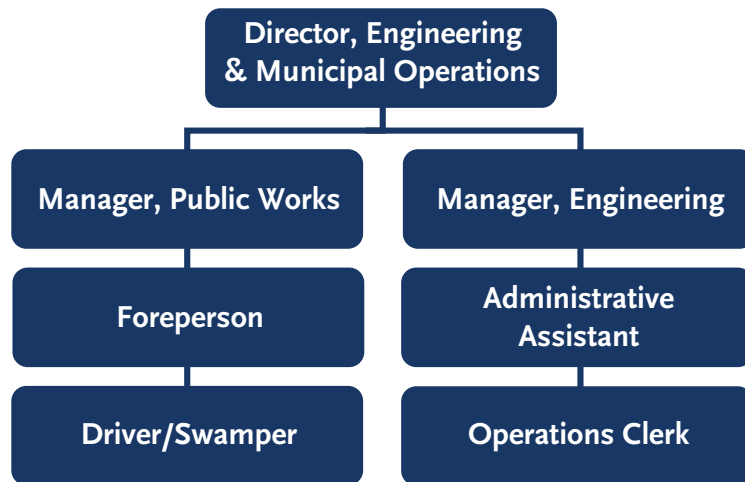 Director, Engineering
& Municipal Operations
Manager, Public Works
Manager, Engineering
Foreperson
Administrative
Assistant
Driver/Swamper
Operations Clerk